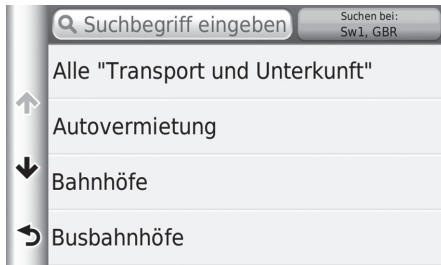 Suchbegriff eingeben
Suchen bei:
Sw1, GBR
Alle "Transport und Unterkunft"
Autovermietung
Bahnhöfe
Busbahnhöfe